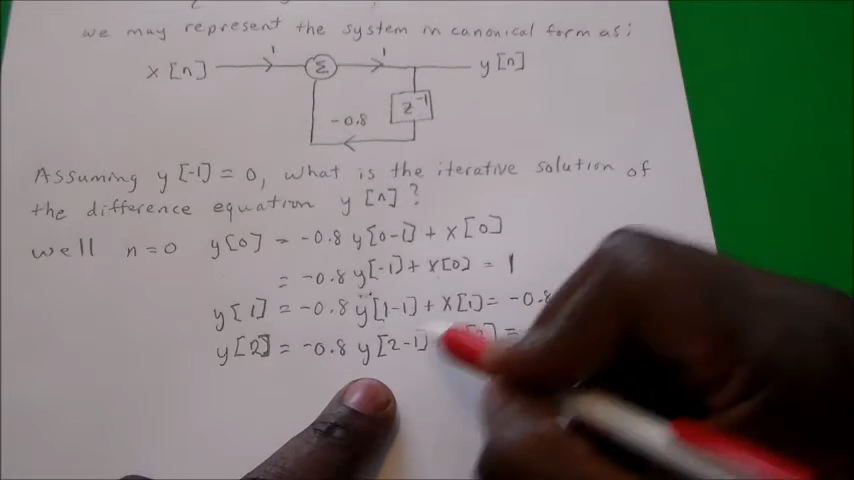 we may represent the system in canonical form as:
x[n] 1 Σ 1 y[n]
z⁻¹
-0.8
Assuming y[-1] = 0, what is the iterative solution of
the difference equation y[n]?
well n=0 y[0] = -0.8 y[0-1] + x[0]
= -0.8 y[-1] + x[0] = 1
y[1] = -0.8 y[1-1] + x[1] = -0.8
y[2] = -0.8 y[2-1]